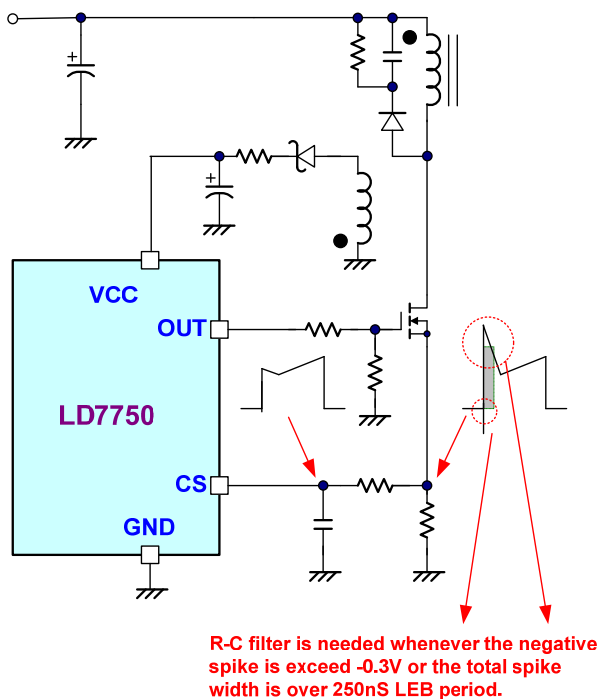 VCC
OUT
LD7750
CS
GND
R-C filter is needed whenever the negative
spike is exceed -0.3V or the total spike
width is over 250nS LEB period.